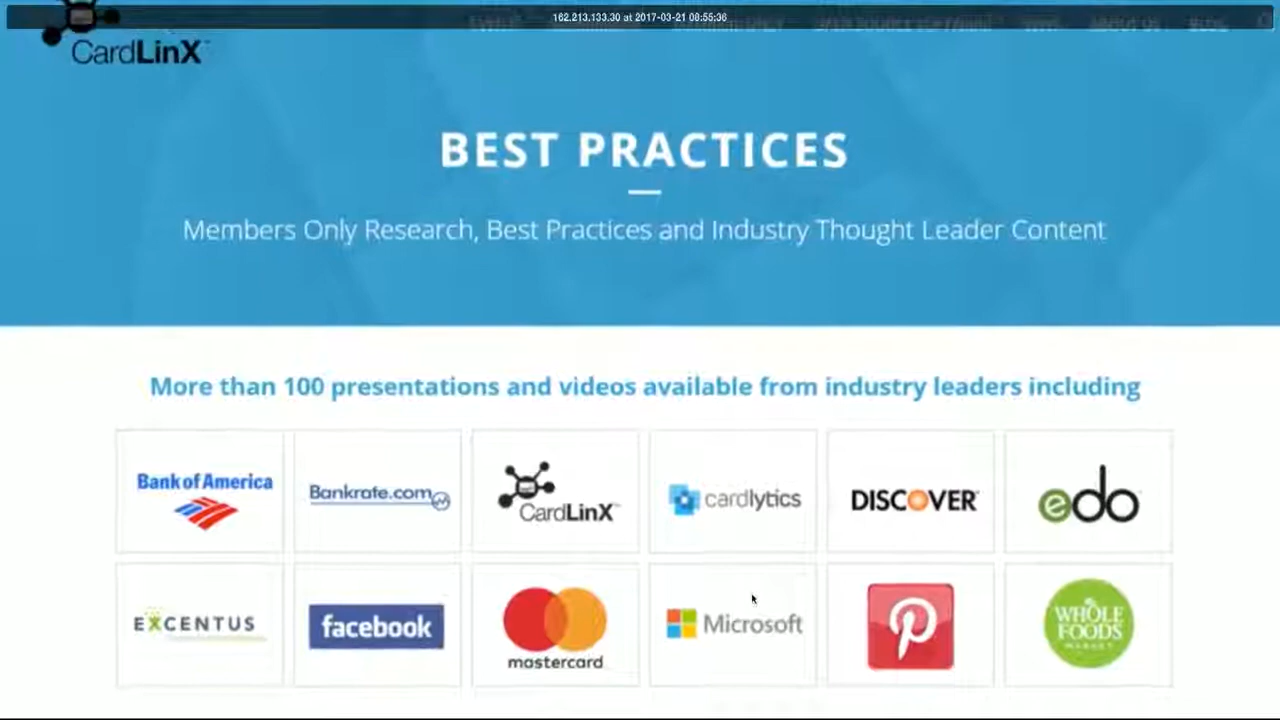 162.213.133.30 at 2017-03-21 08:55:36
CardLinX™
BEST PRACTICES
Members Only Research, Best Practices and Industry Thought Leader Content
More than 100 presentations and videos available from industry leaders including
Bank of America
Bankrate.com
CardLinX™
cardlytics
DISCOVER
edo
EXCENTUS
facebook
mastercard
Microsoft
WHOLE
FOODS
MARKET